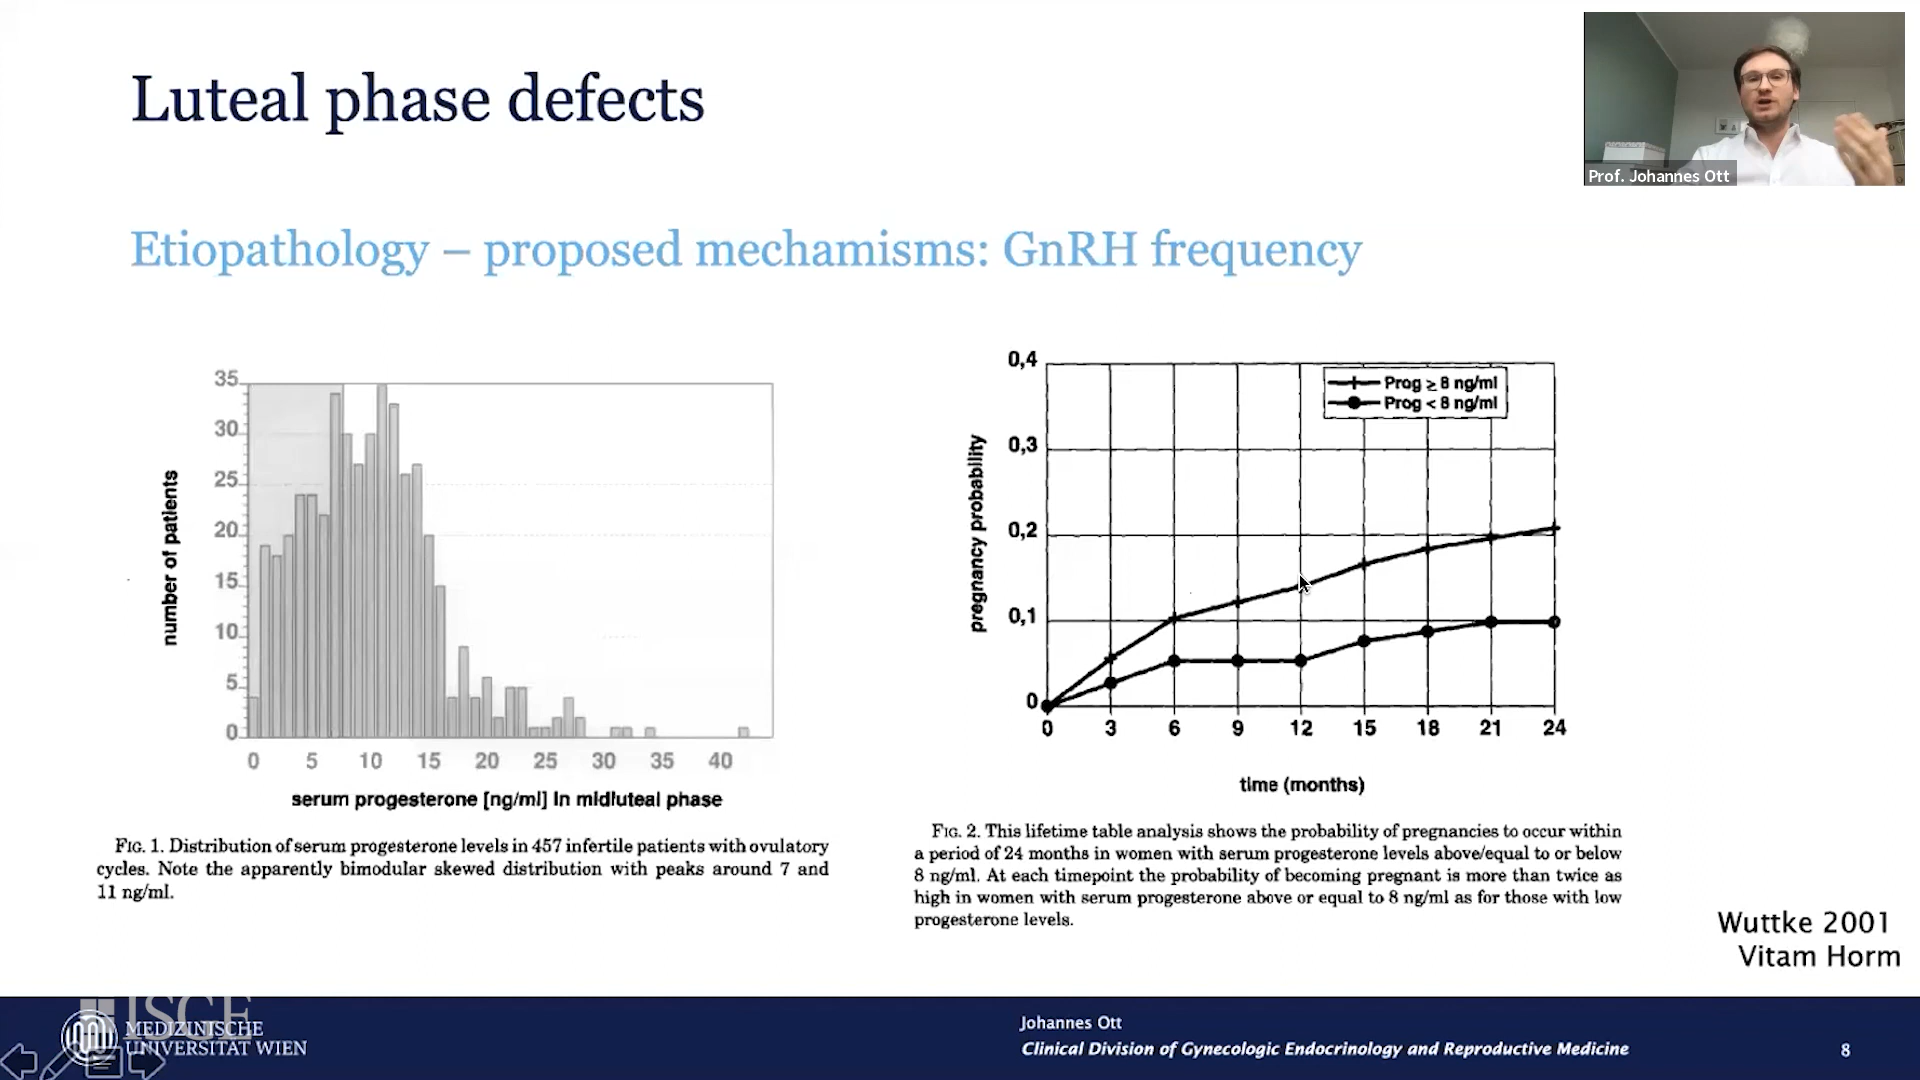 Luteal phase defects
Prof. Johannes Ott
Etiopathology – proposed mechamisms: GnRH frequency
35
30
25
20
15
10
5
0
number of patients
0 5 10 15 20 25 30 35 40
serum progesterone [ng/ml] in midluteal phase
FIG. 1. Distribution of serum progesterone levels in 457 infertile patients with ovulatory
cycles. Note the apparently bimodular skewed distribution with peaks around 7 and
11 ng/ml.
0,4
0,3
0,2
0,1
0
pregnancy probability
Prog ≥ 8 ng/ml
Prog < 8 ng/ml
0 3 6 9 12 15 18 21 24
time (months)
FIG. 2. This lifetime table analysis shows the probability of pregnancies to occur within
a period of 24 months in women with serum progesterone levels above/equal to or below
8 ng/ml. At each timepoint the probability of becoming pregnant is more than twice as
high in women with serum progesterone above or equal to 8 ng/ml as for those with low
progesterone levels.
Wuttke 2001
Vitam Horm
ISGE
MEDIZINISCHE
UNIVERSITÄT WIEN
Johannes Ott
Clinical Division of Gynecologic Endocrinology and Reproductive Medicine
8